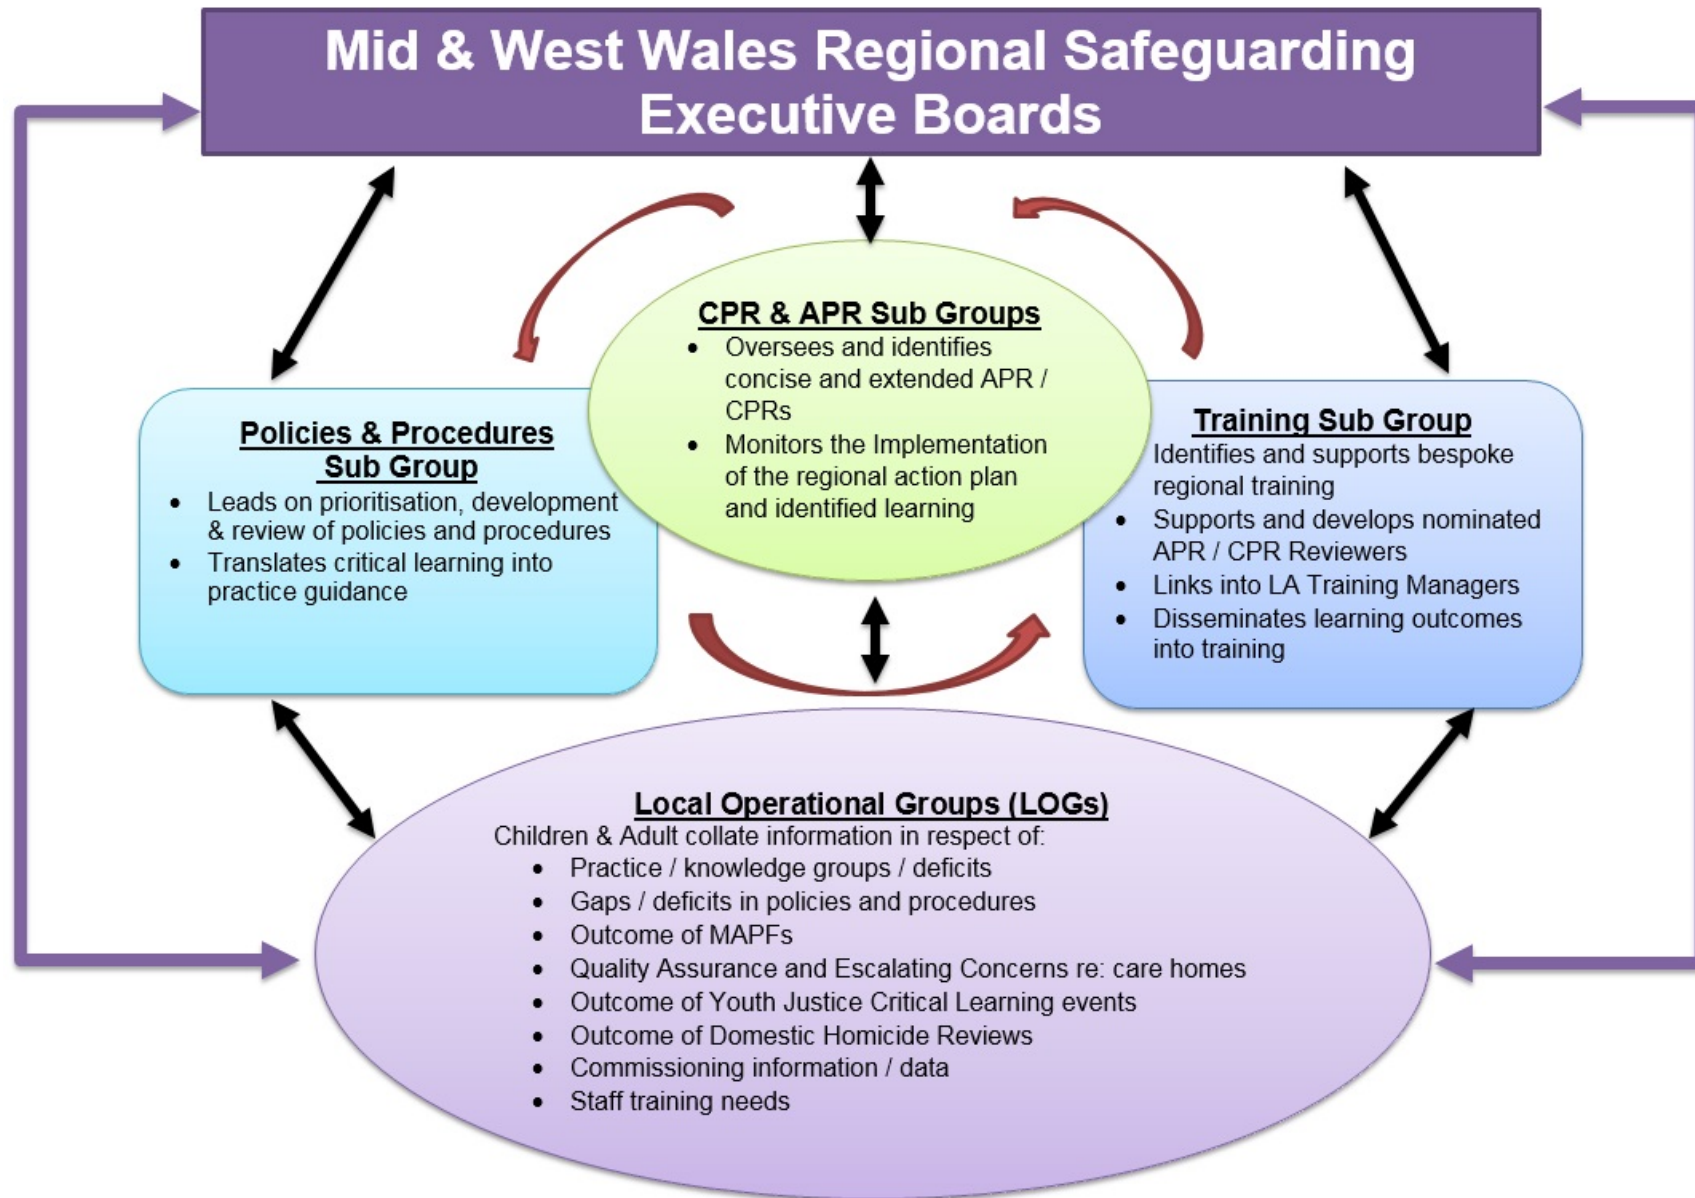 Mid & West Wales Regional Safeguarding
Executive Boards
CPR & APR Sub Groups
• Oversees and identifies
concise and extended APR /
CPRs
• Monitors the Implementation
of the regional action plan
and identified learning
Policies & Procedures
Sub Group
• Leads on prioritisation, development
& review of policies and procedures
• Translates critical learning into
practice guidance
Training Sub Group
Identifies and supports bespoke
regional training
• Supports and develops nominated
APR / CPR Reviewers
• Links into LA Training Managers
• Disseminates learning outcomes
into training
Local Operational Groups (LOGs)
Children & Adult collate information in respect of:
• Practice / knowledge groups / deficits
• Gaps / deficits in policies and procedures
• Outcome of MAPFs
• Quality Assurance and Escalating Concerns re: care homes
• Outcome of Youth Justice Critical Learning events
• Outcome of Domestic Homicide Reviews
• Commissioning information / data
• Staff training needs